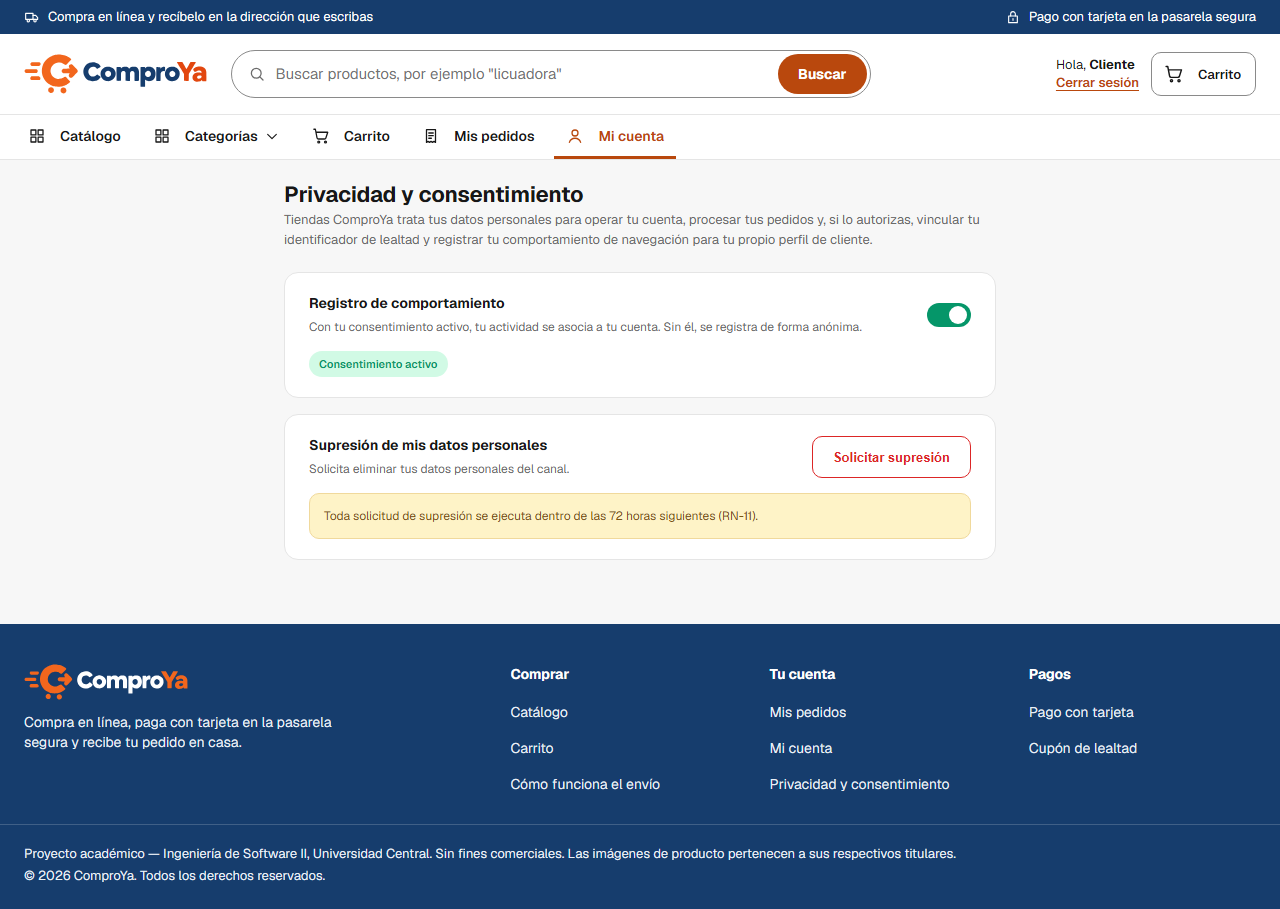 Compra en línea y recíbelo en la dirección que escribas
Pago con tarjeta en la pasarela segura
ComproYa
Buscar productos, por ejemplo "licuadora"
Buscar
Hola, Cliente
Cerrar sesión
Carrito
Catálogo
Categorías
Carrito
Mis pedidos
Mi cuenta
Privacidad y consentimiento
Tiendas ComproYa trata tus datos personales para operar tu cuenta, procesar tus pedidos y, si lo autorizas, vincular tu
identificador de lealtad y registrar tu comportamiento de navegación para tu propio perfil de cliente.
Registro de comportamiento
Con tu consentimiento activo, tu actividad se asocia a tu cuenta. Sin él, se registra de forma anónima.
Consentimiento activo
Supresión de mis datos personales
Solicita eliminar tus datos personales del canal.
Solicitar supresión
Toda solicitud de supresión se ejecuta dentro de las 72 horas siguientes (RN-11).
ComproYa
Compra en línea, paga con tarjeta en la pasarela
segura y recibe tu pedido en casa.
Comprar
Catálogo
Carrito
Cómo funciona el envío
Tu cuenta
Mis pedidos
Mi cuenta
Privacidad y consentimiento
Pagos
Pago con tarjeta
Cupón de lealtad
Proyecto académico — Ingeniería de Software II, Universidad Central. Sin fines comerciales. Las imágenes de producto pertenecen a sus respectivos titulares.
© 2026 ComproYa. Todos los derechos reservados.